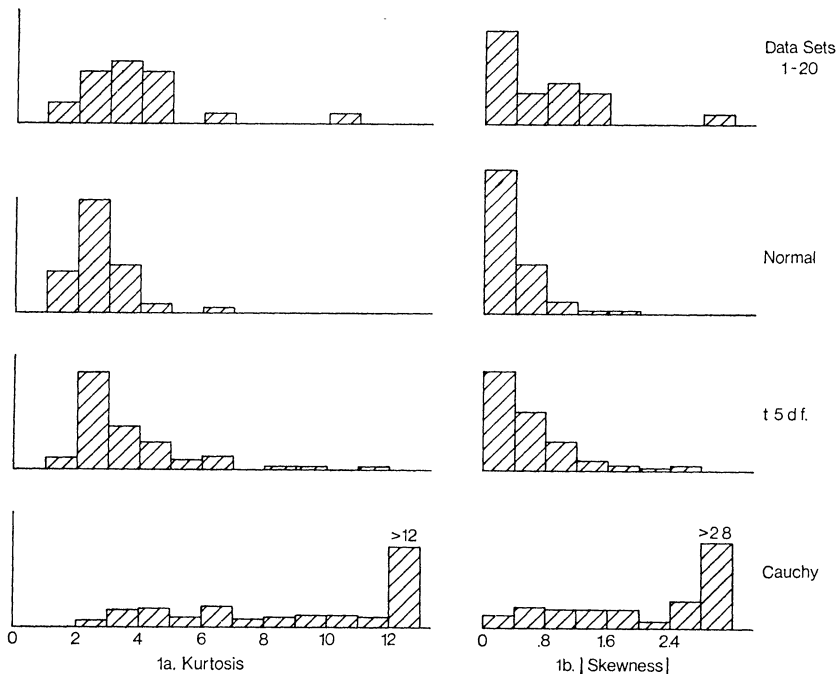 Data Sets
1-20
Normal
t 5 d f.
>12
>2 8
Cauchy
0 2 4 6 8 10 12
0 .8 1.6 2.4
1a. Kurtosis
1b. |Skewness|